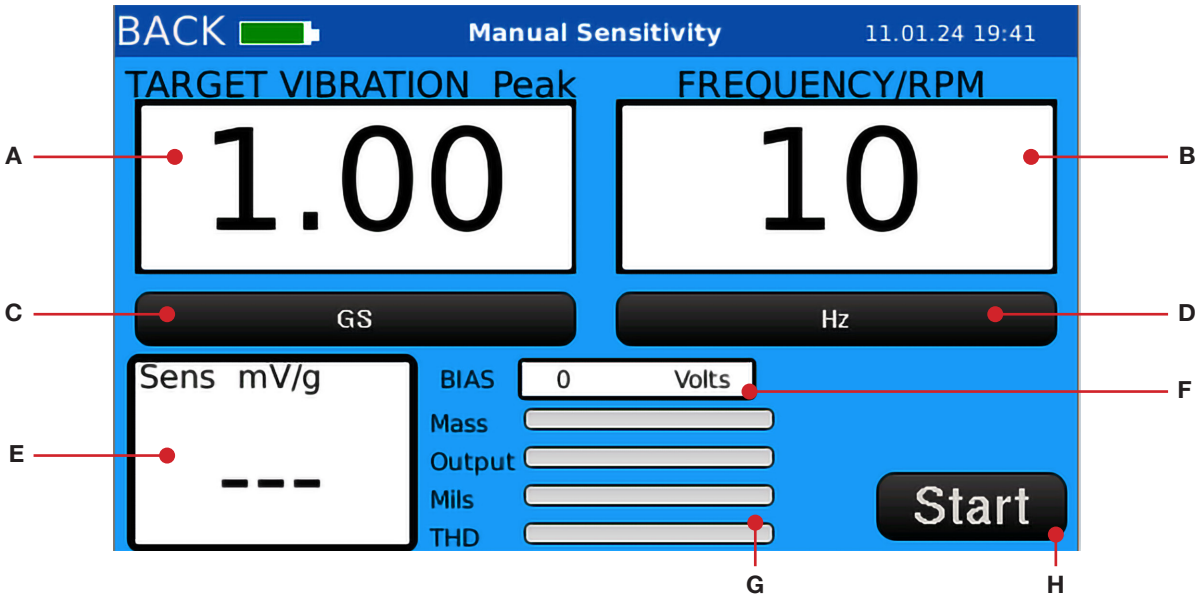 BACK Manual Sensitivity 11.01.24 19:41
TARGET VIBRATION Peak FREQUENCY/RPM
A 1.00 10 B
C GS Hz D
Sens mV/g BIAS 0 Volts F
Mass
E --- Output
Mils Start
THD
G H